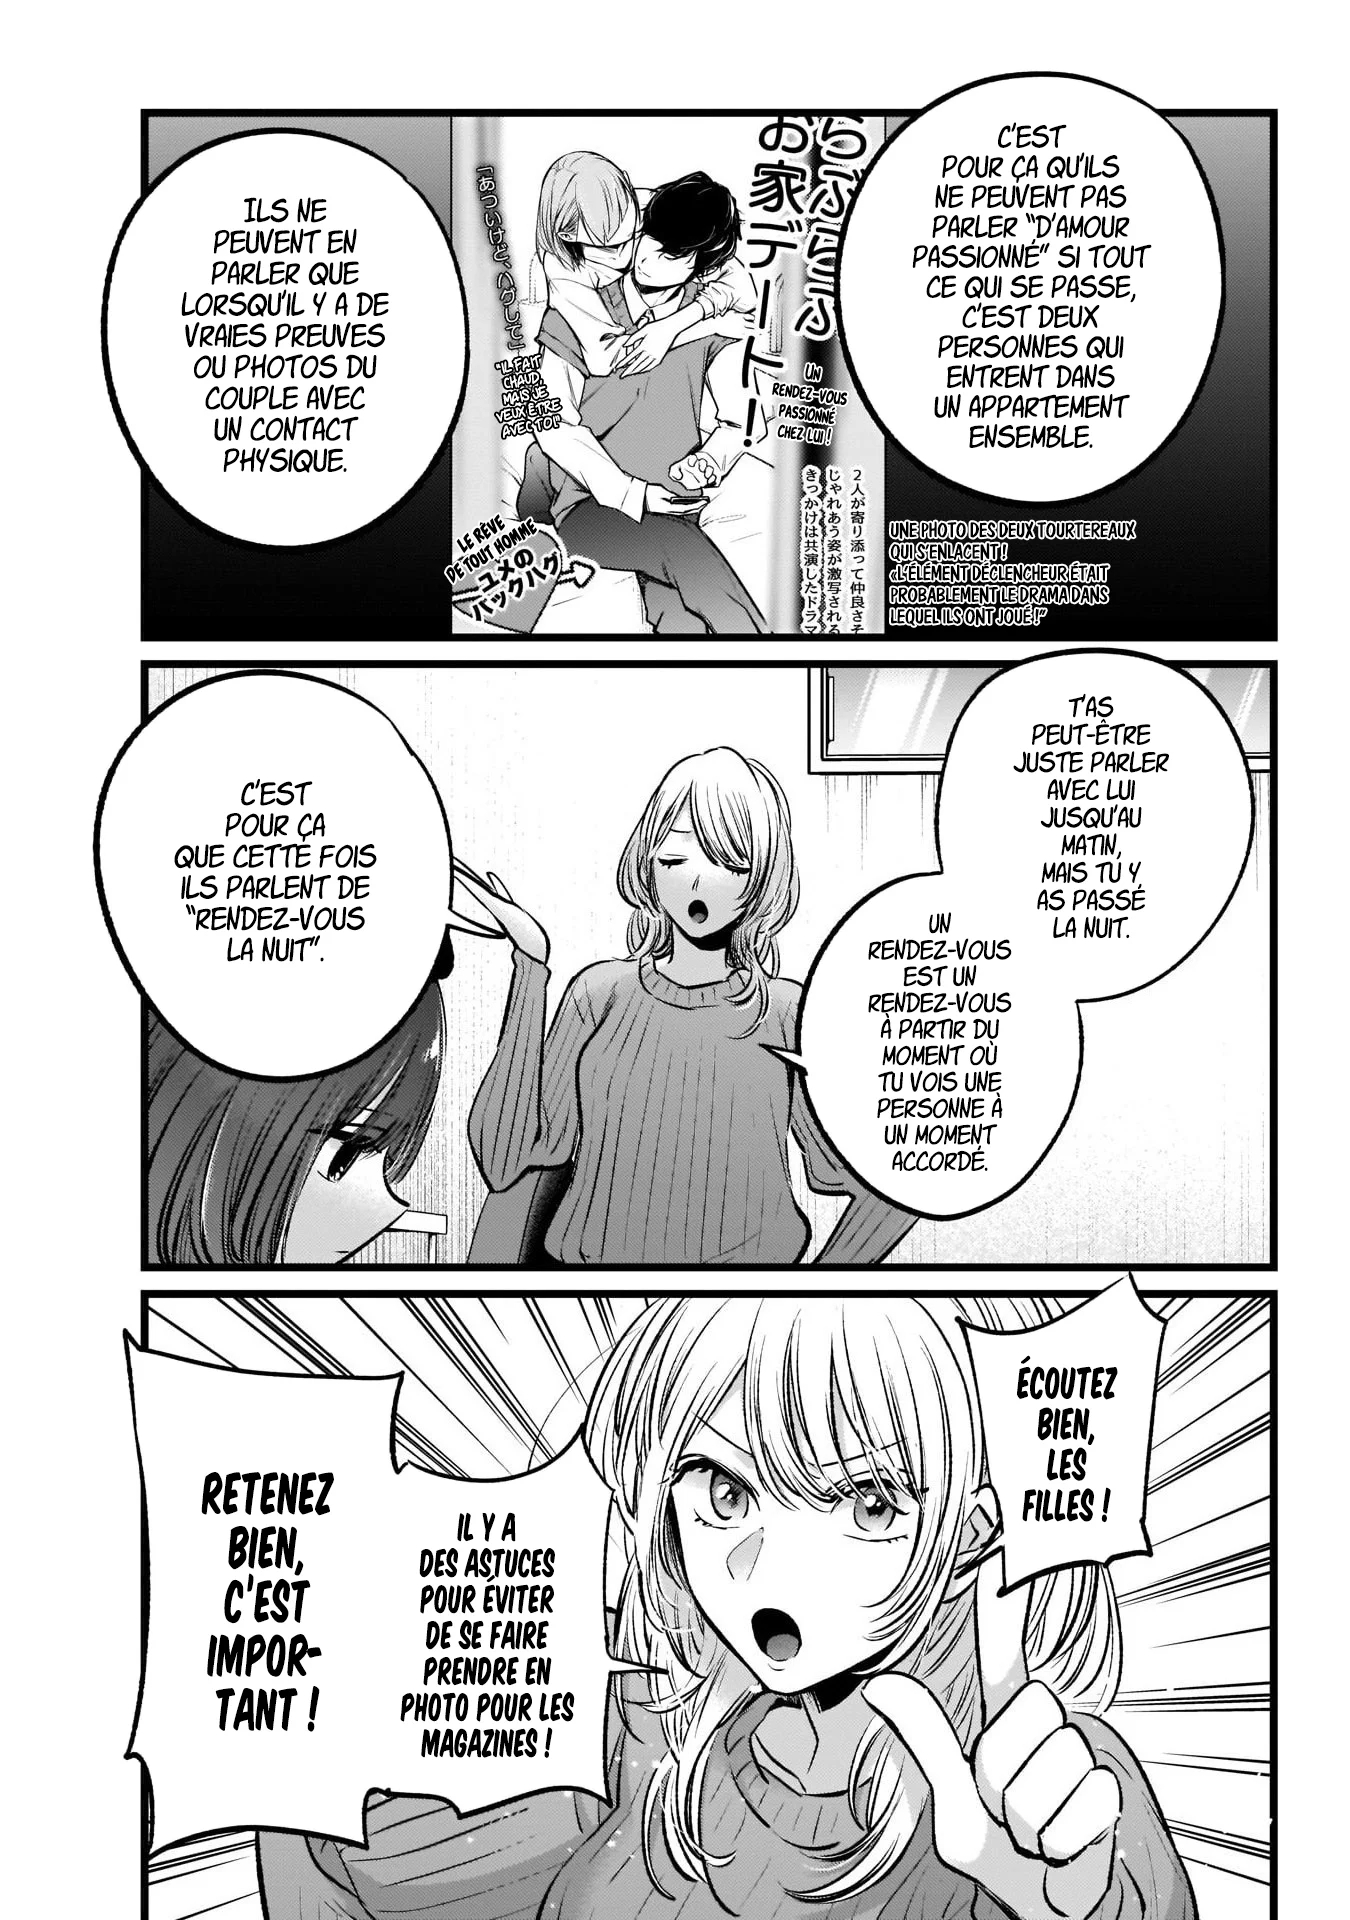 C'EST
POUR ÇA QU'ILS
NE PEUVENT PAS
PARLER "D'AMOUR
PASSIONNÉ" SI TOUT
CE QUI SE PASSE,
C'EST DEUX
PERSONNES QUI
ENTRENT DANS
UN APPARTEMENT
ENSEMBLE.
らぶらぶ
お家デート!
UN
RENDEZ-VOUS
PASSIONNÉ
CHEZ LUI !
「あついけど、ハグして」
"IL FAIT
CHAUD,
MAIS JE
VEUX ÊTRE
AVEC TOI"
2人が寄り添って仲良さそ
じゃれあう姿が激写される
きっかけは共演したドラマ
UNE PHOTO DES DEUX TOURTEREAUX
QUI S'ENLACENT !
«L'ÉLÉMENT DÉCLENCHEUR ÉTAIT
PROBABLEMENT LE DRAMA DANS
LEQUEL ILS ONT JOUÉ !"
LE RÊVE
DE TOUT HOMME
ユメの
バックハグ
ILS NE
PEUVENT EN
PARLER QUE
LORSQU'IL Y A DE
VRAIES PREUVES
OU PHOTOS DU
COUPLE AVEC
UN CONTACT
PHYSIQUE.
T'AS
PEUT-ÊTRE
JUSTE PARLER
AVEC LUI
JUSQU'AU
MATIN,
MAIS TU Y
AS PASSÉ
LA NUIT.
UN
RENDEZ-VOUS
EST UN
RENDEZ-VOUS
À PARTIR DU
MOMENT OÙ
TU VOIS UNE
PERSONNE À
UN MOMENT
ACCORDÉ.
C'EST
POUR ÇA
QUE CETTE FOIS
ILS PARLENT DE
"RENDEZ-VOUS
LA NUIT".
ÉCOUTEZ
BIEN,
LES
FILLES !
IL Y A
DES ASTUCES
POUR ÉVITER
DE SE FAIRE
PRENDRE EN
PHOTO POUR LES
MAGAZINES !
RETENEZ
BIEN,
C'EST
IMPOR-
TANT !